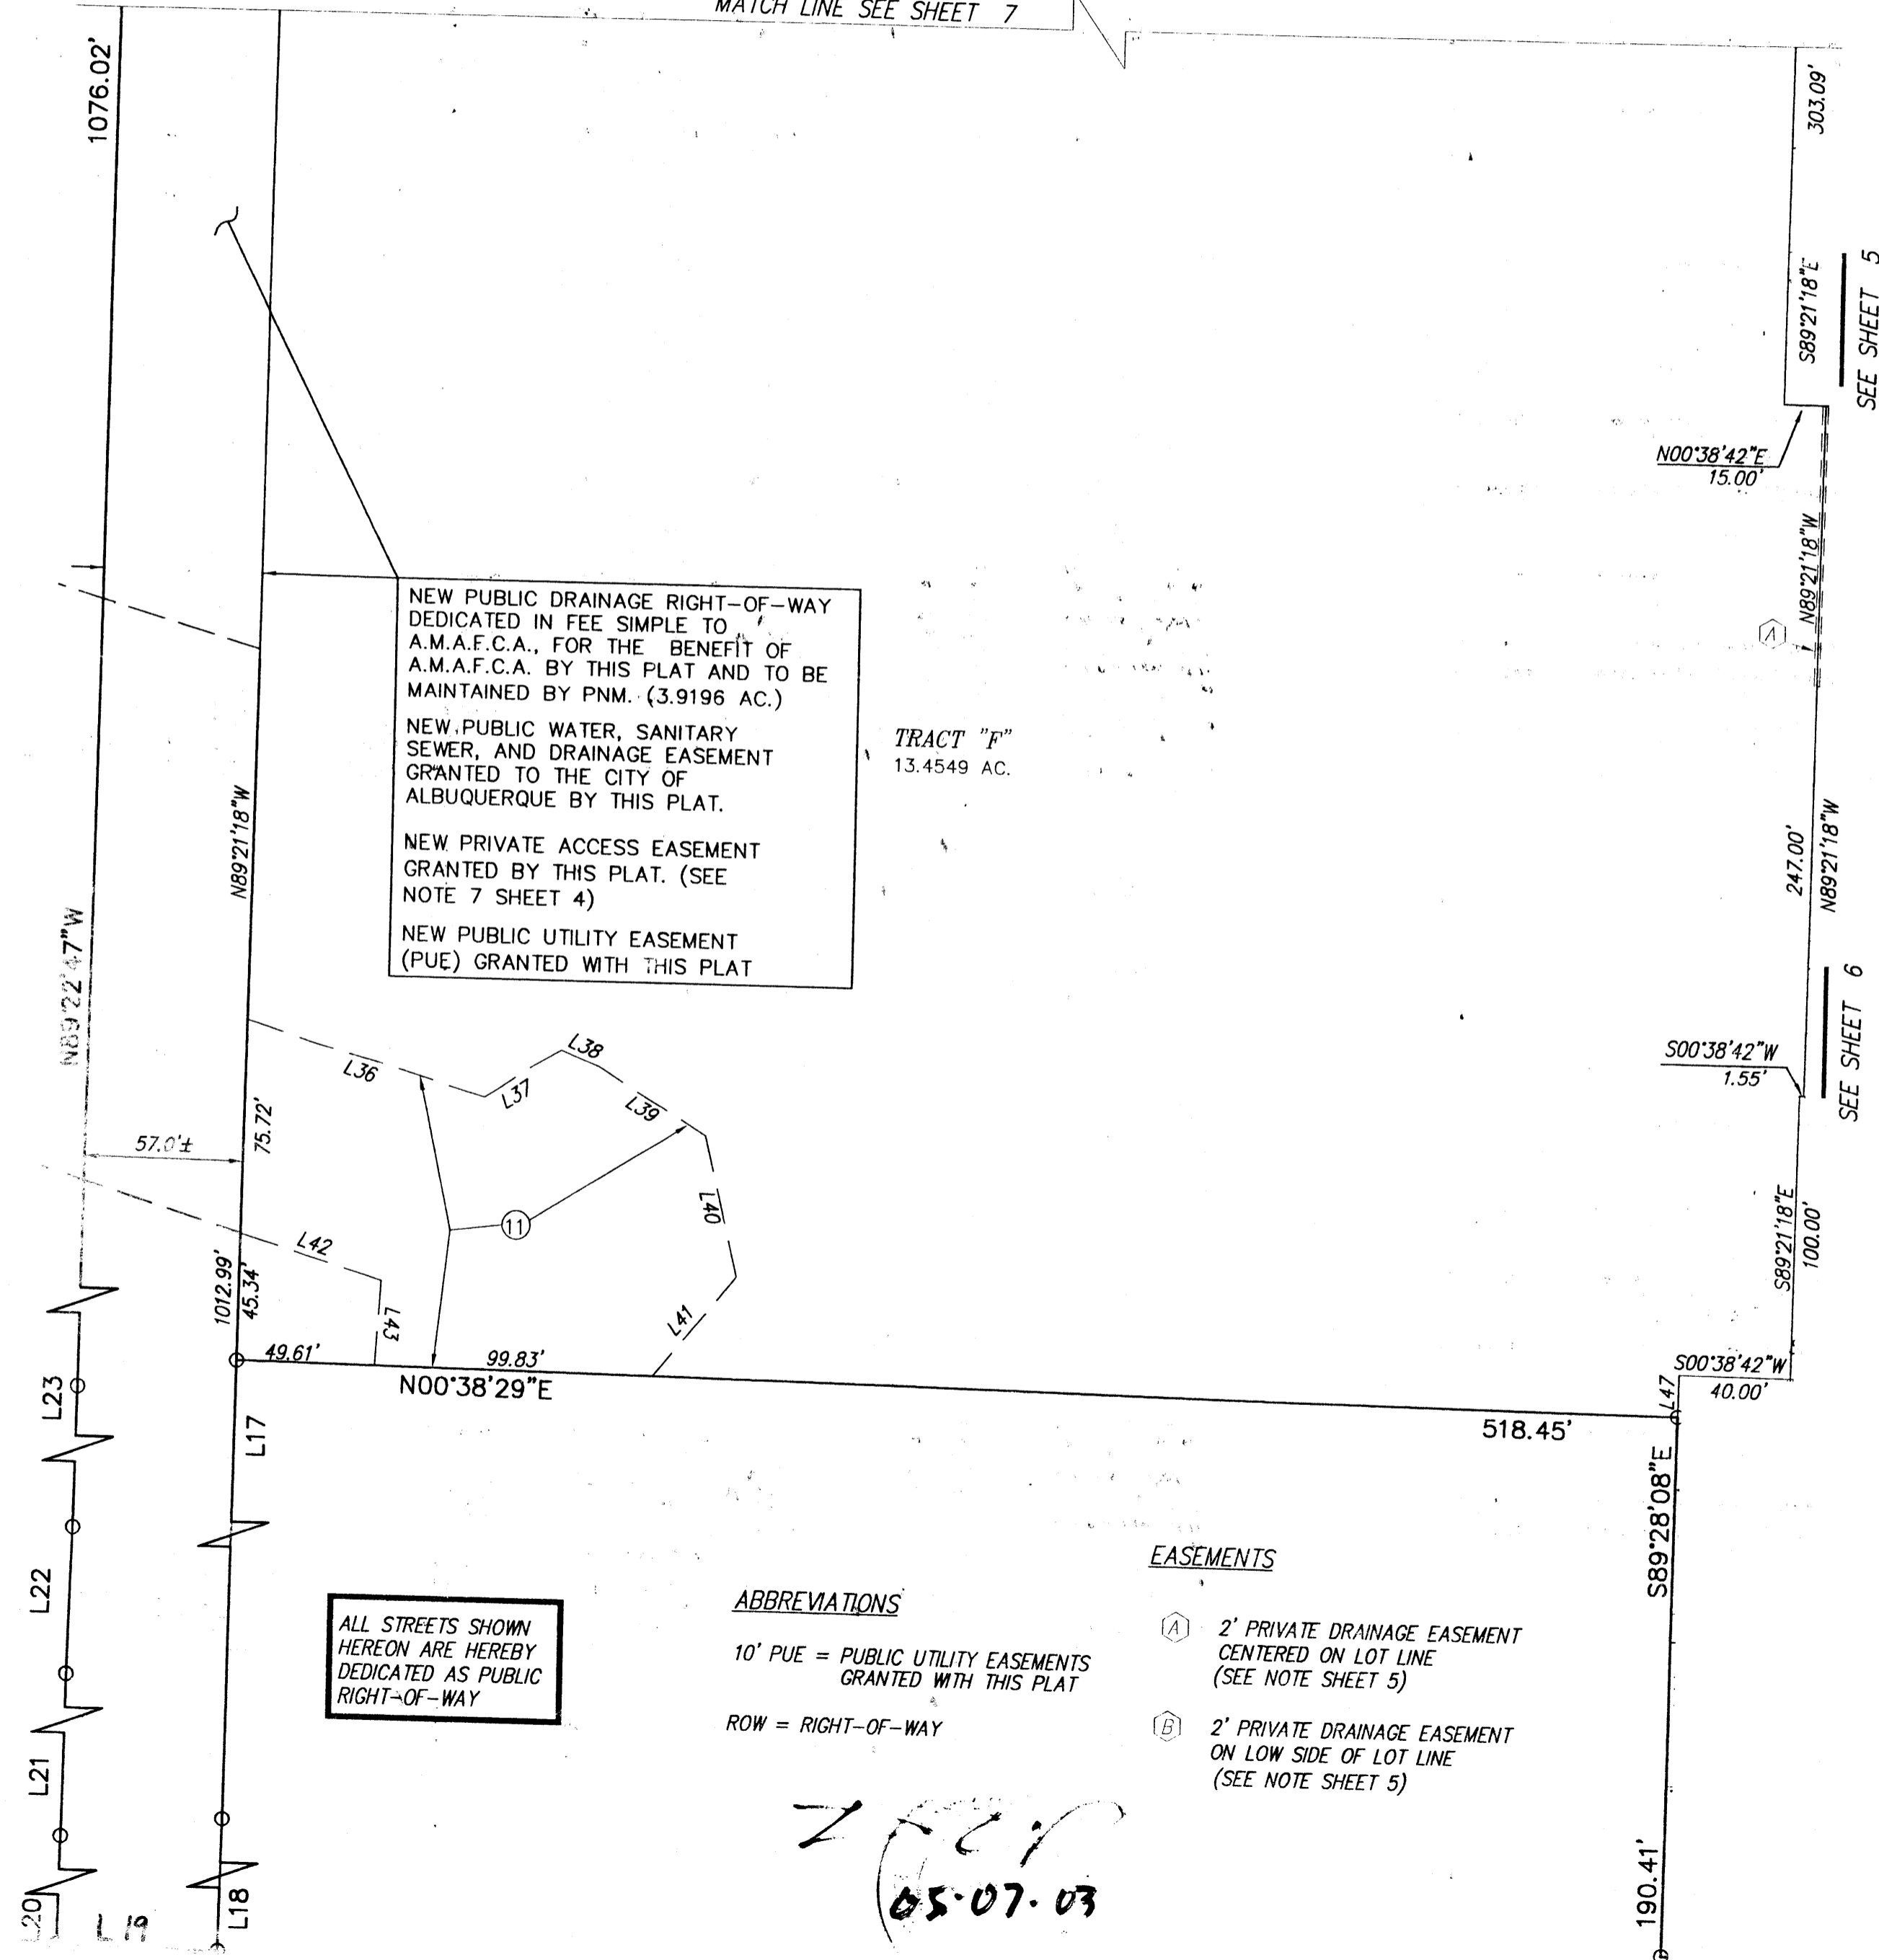 MATCH LINE SEE SHEET 7
1076.02'
303.09'
S89°21'18"E
SEE SHEET 5
N00°38'42"E
15.00'
N89°21'18"W
A
NEW PUBLIC DRAINAGE RIGHT-OF-WAY
DEDICATED IN FEE SIMPLE TO
A.M.A.F.C.A., FOR THE BENEFIT OF
A.M.A.F.C.A. BY THIS PLAT AND TO BE
MAINTAINED BY PNM. (3.9196 AC.)
NEW PUBLIC WATER, SANITARY
SEWER, AND DRAINAGE EASEMENT
GRANTED TO THE CITY OF
ALBUQUERQUE BY THIS PLAT.
NEW PRIVATE ACCESS EASEMENT
GRANTED BY THIS PLAT. (SEE
NOTE 7 SHEET 4)
NEW PUBLIC UTILITY EASEMENT
(PUE) GRANTED WITH THIS PLAT
TRACT "F"
13.4549 AC.
N89°21'18"W
N89°22'47"W
247.00'
N89°21'18"W
SEE SHEET 6
S00°38'42"W
1.55'
L36
L37
L38
L39
L40
L41
L42
L43
11
57.0'±
75.72'
1012.99'
45.34'
49.61'
99.83'
N00°38'29"E
518.45'
S89°21'18"E
100.00'
S00°38'42"W
40.00'
L47
S89°28'08"E
190.41'
L23
L22
L21
L20
L19
L17
L18
ALL STREETS SHOWN
HEREON ARE HEREBY
DEDICATED AS PUBLIC
RIGHT-OF-WAY
ABBREVIATIONS
10' PUE = PUBLIC UTILITY EASEMENTS
GRANTED WITH THIS PLAT
ROW = RIGHT-OF-WAY
EASEMENTS
A 2' PRIVATE DRAINAGE EASEMENT
CENTERED ON LOT LINE
(SEE NOTE SHEET 5)
B 2' PRIVATE DRAINAGE EASEMENT
ON LOW SIDE OF LOT LINE
(SEE NOTE SHEET 5)
05·07·03